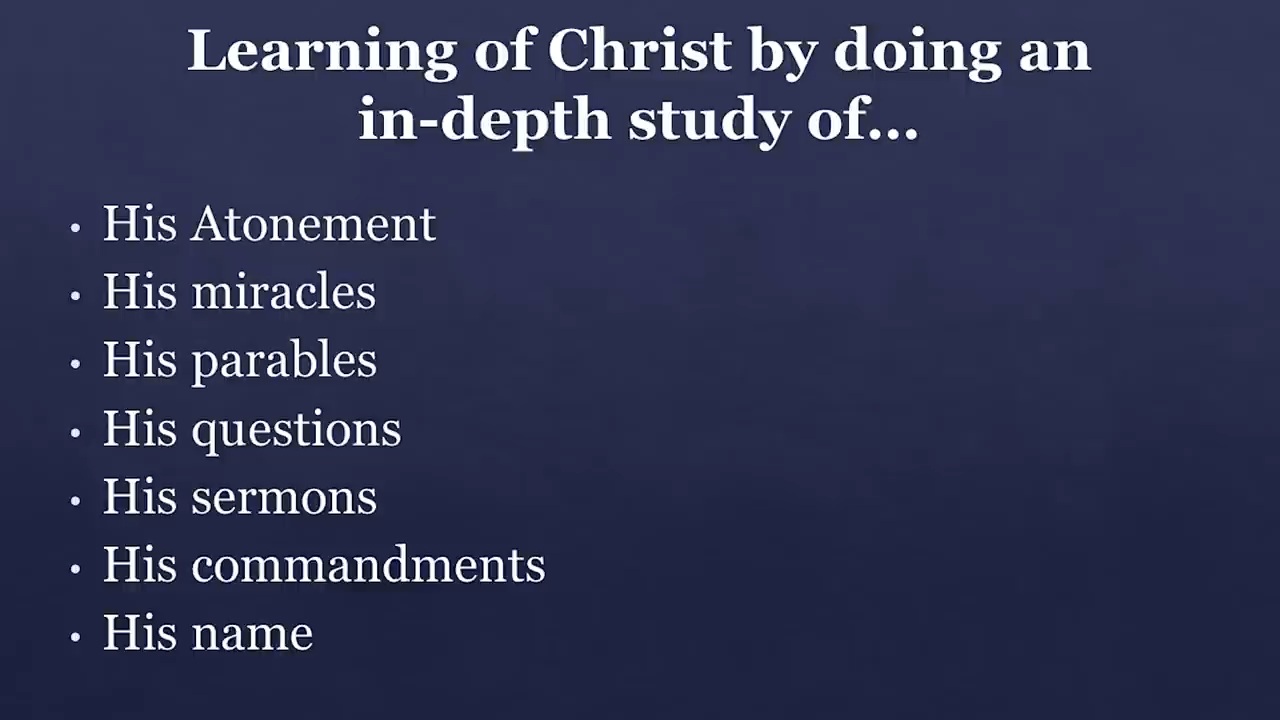 Learning of Christ by doing an
in-depth study of...
• His Atonement
• His miracles
• His parables
• His questions
• His sermons
• His commandments
• His name